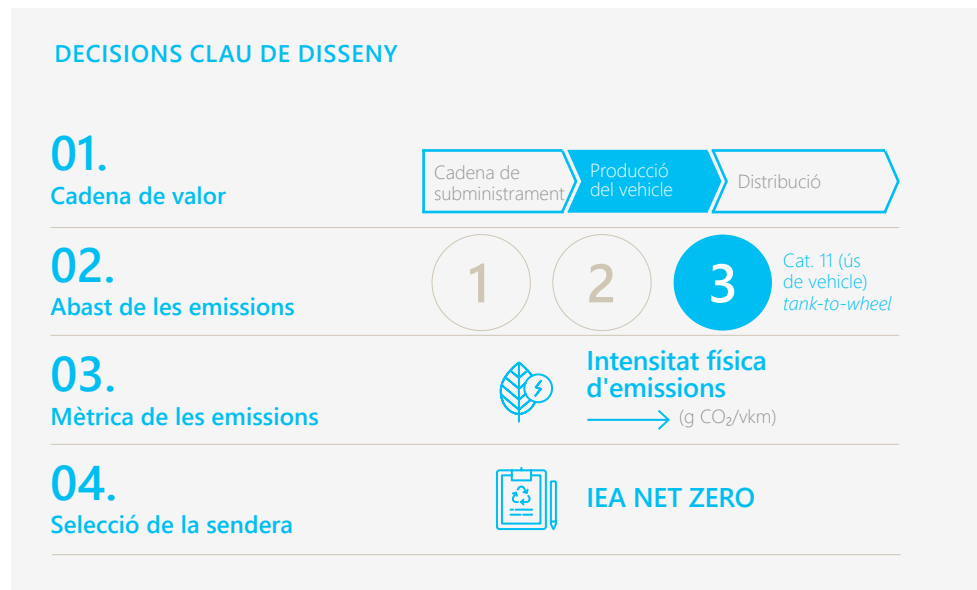 DECISIONS CLAU DE DISSENY
01.
Cadena de valor
Cadena de
subministrament
Producció
del vehicle
Distribució
02.
Abast de les emissions
1
2
3
Cat. 11 (ús
de vehicle)
tank-to-wheel
03.
Mètrica de les emissions
Intensitat física
d'emissions
(g CO₂/vkm)
04.
Selecció de la sendera
IEA NET ZERO